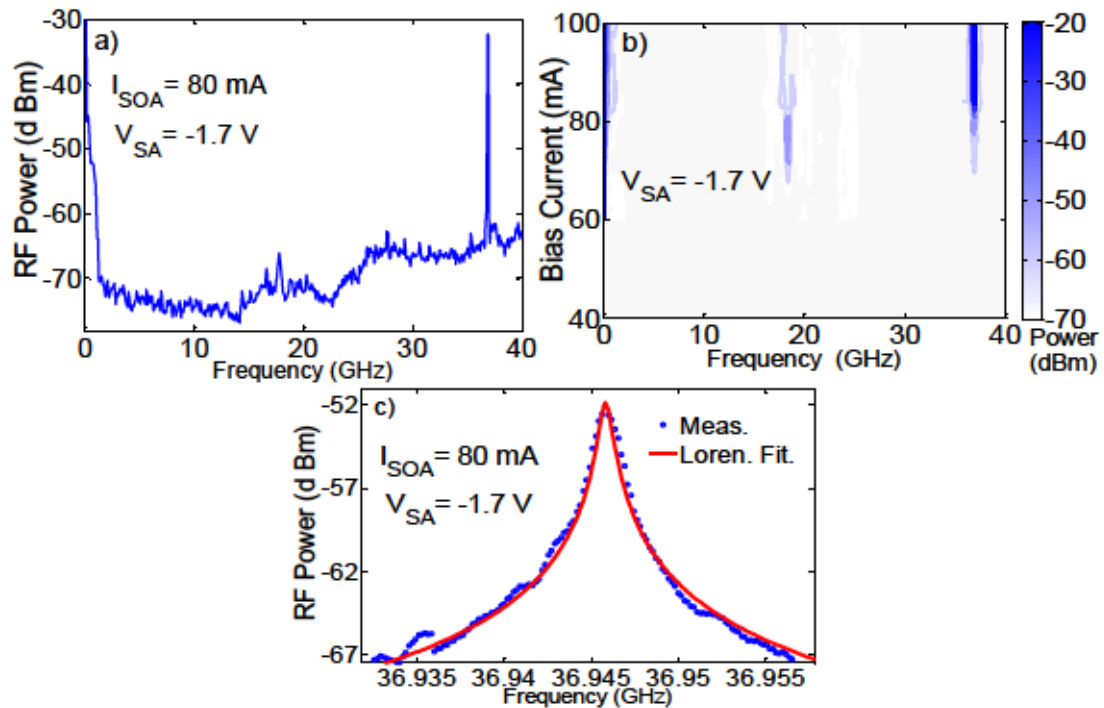 a)
I_SOA = 80 mA
V_SA = -1.7 V
RF Power (d Bm)
-30
-40
-50
-60
-70
0
10
20
30
40
Frequency (GHz)
b)
V_SA = -1.7 V
Bias Current (mA)
100
80
60
40
0
10
20
30
40
Frequency (GHz)
-20
-30
-40
-50
-60
-70
Power
(dBm)
c)
I_SOA = 80 mA
V_SA = -1.7 V
Meas.
Loren. Fit.
RF Power (d Bm)
-52
-57
-62
-67
36.935
36.94
36.945
36.95
36.955
Frequency (GHz)